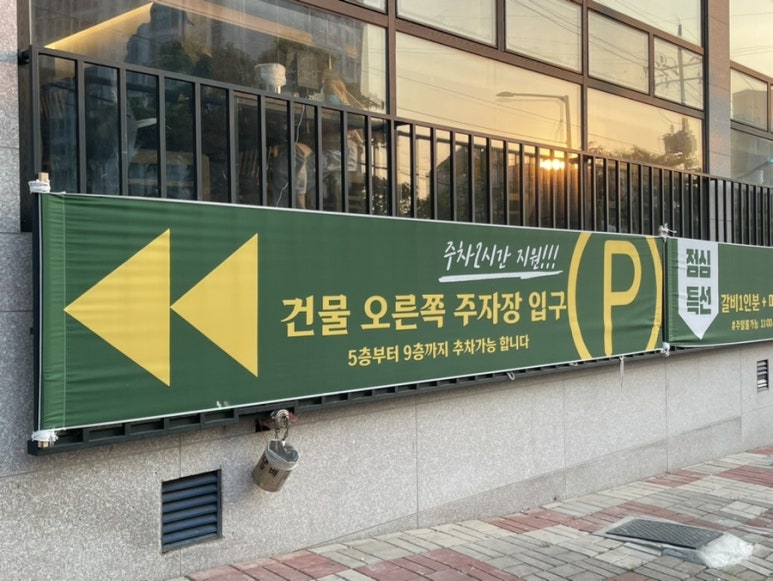 주차2시간 지원!!!
건물 오른쪽 주차장 입구
P
5층부터 9층까지 주차가능 합니다
점심
특선
갈비1인분 +